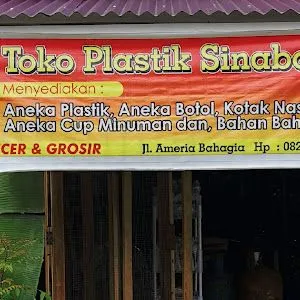 Toko Plastik Sinaba
Menyediakan :
Aneka Plastik, Aneka Botol, Kotak Nas
Aneka Cup Minuman dan, Bahan Bah
CER & GROSIR Jl. Ameria Bahagia Hp : 082